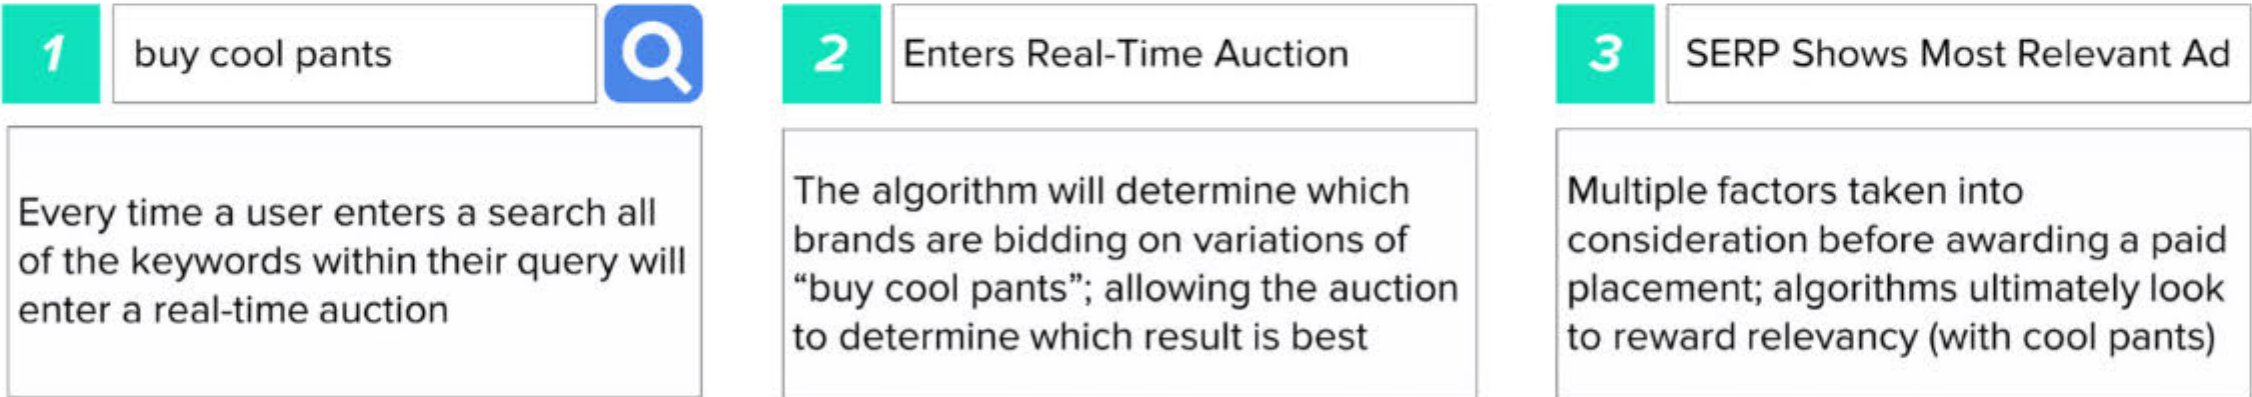 1
buy cool pants
Every time a user enters a search all
of the keywords within their query will
enter a real-time auction
2
Enters Real-Time Auction
The algorithm will determine which
brands are bidding on variations of
“buy cool pants”; allowing the auction
to determine which result is best
3
SERP Shows Most Relevant Ad
Multiple factors taken into
consideration before awarding a paid
placement; algorithms ultimately look
to reward relevancy (with cool pants)